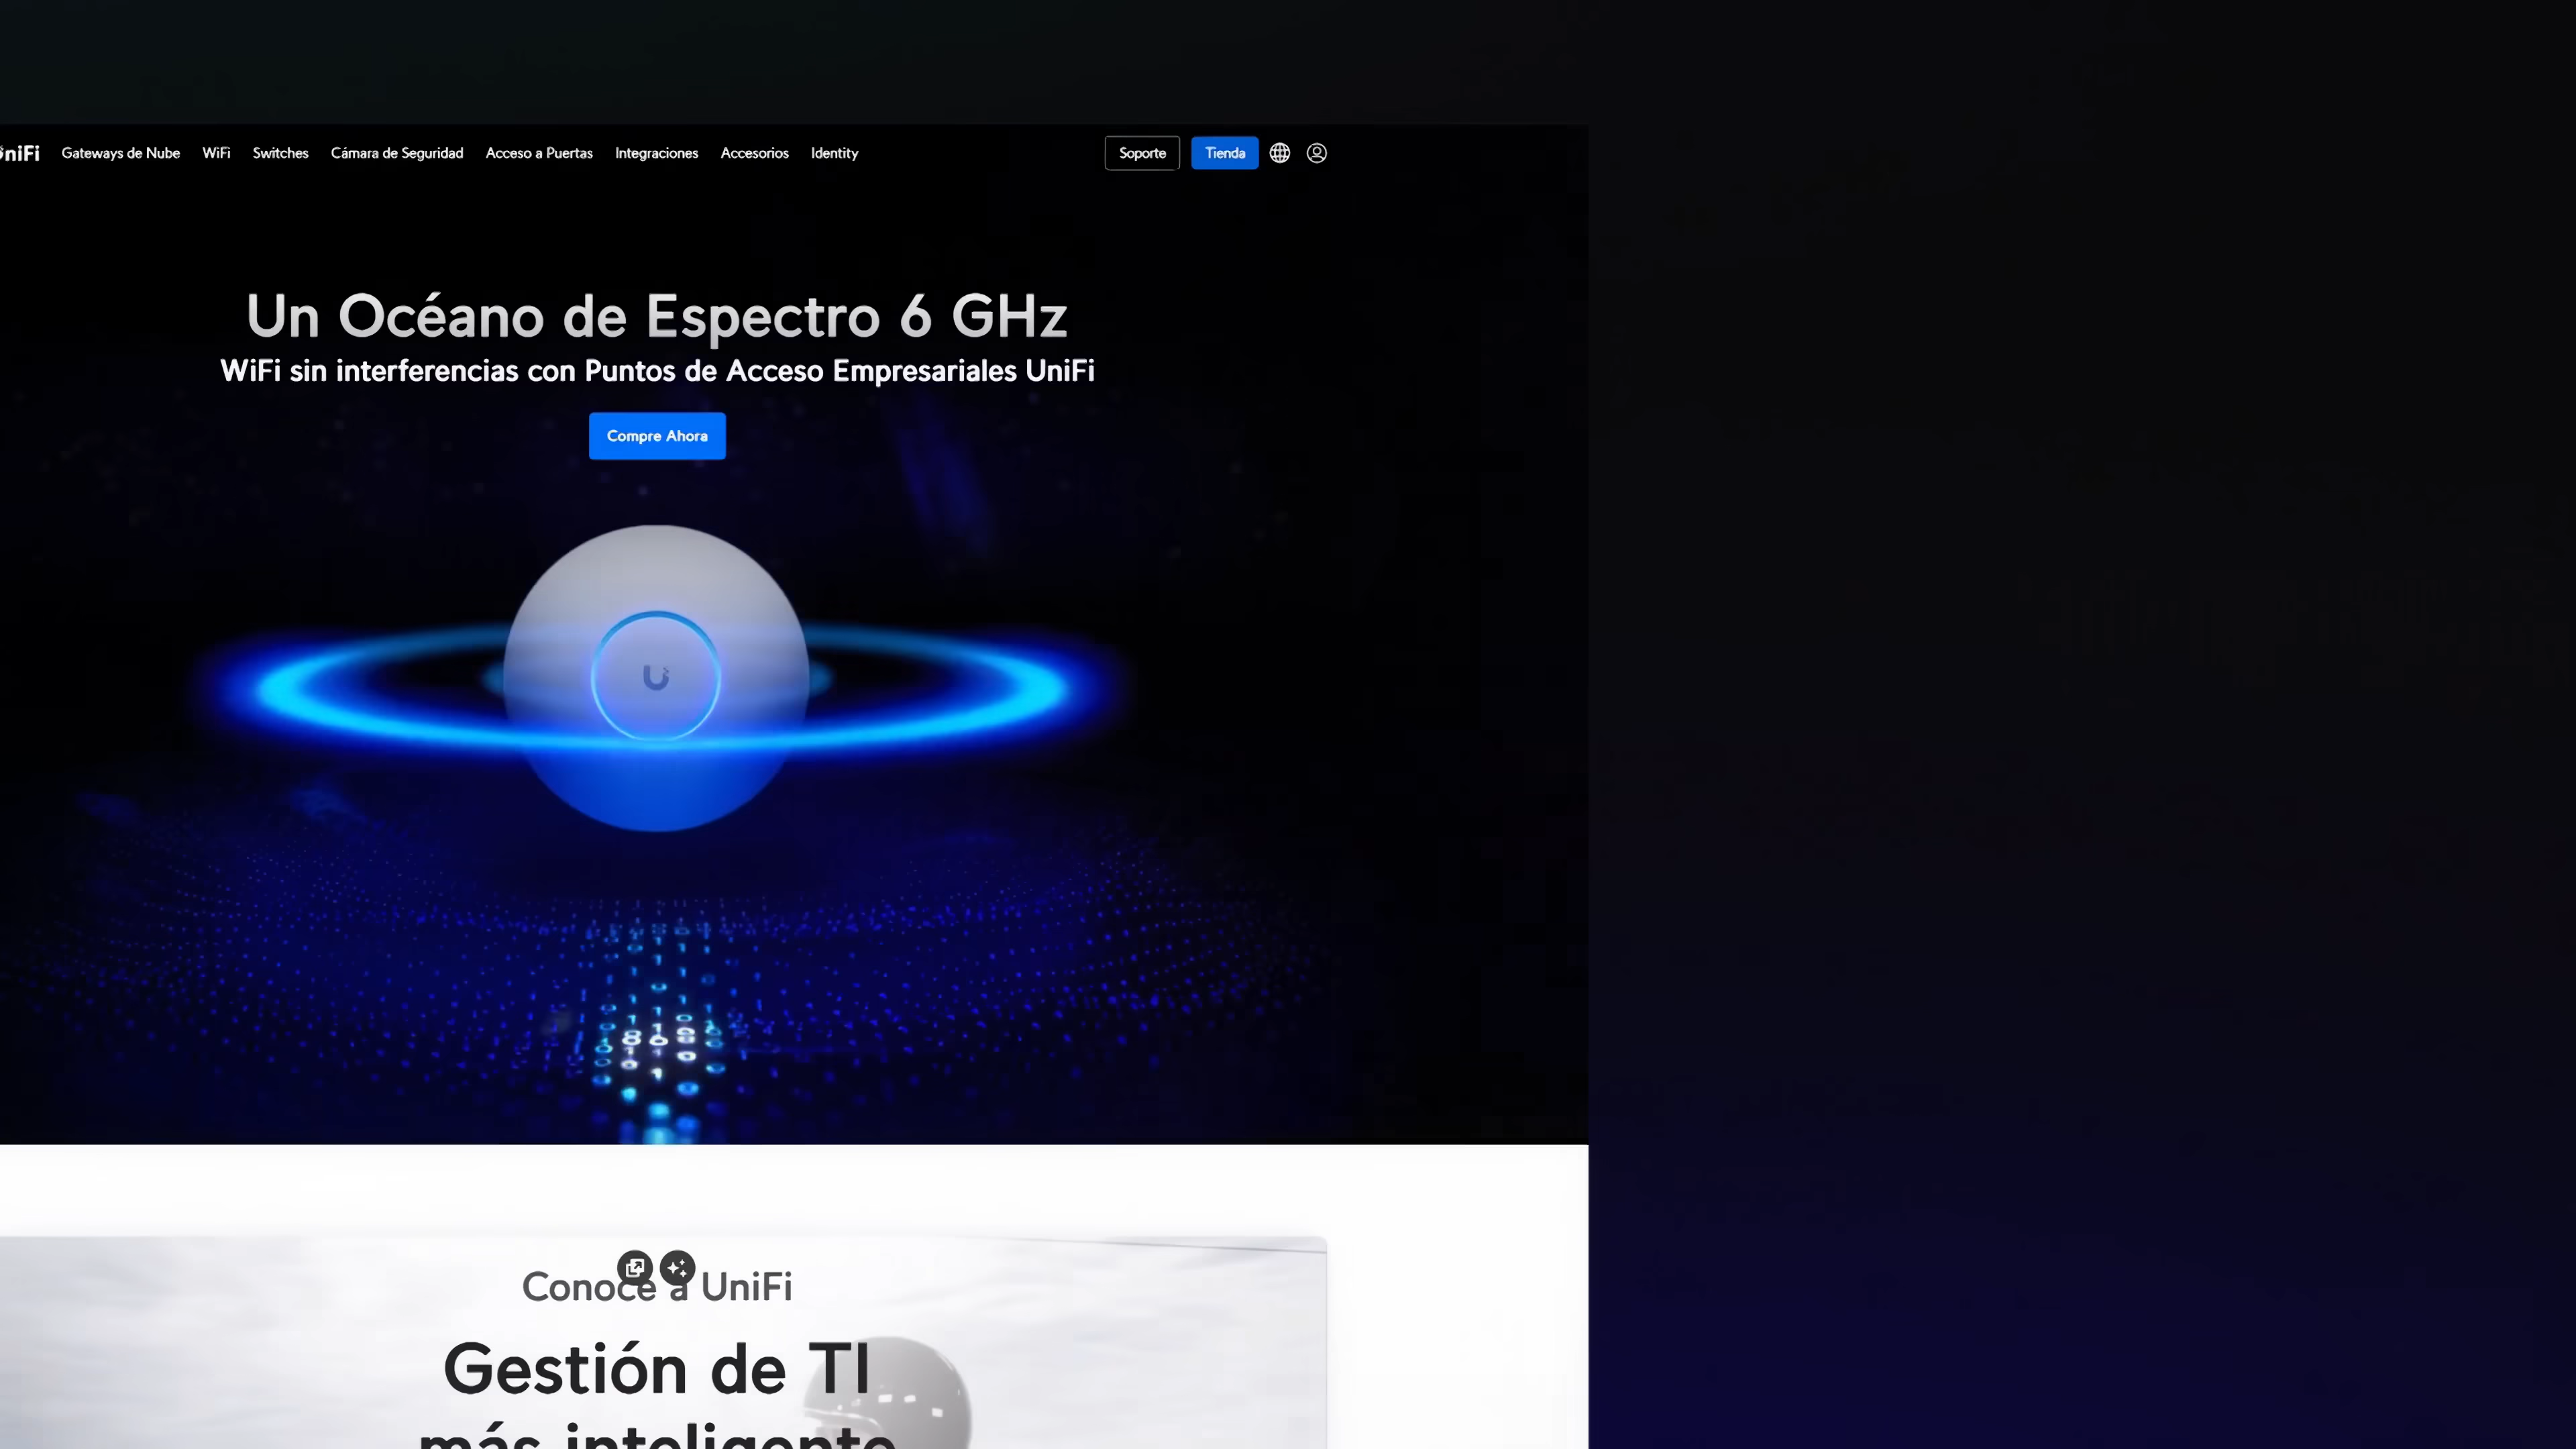 UniFi Gateways de Nube WiFi Switches Cámara de Seguridad Acceso a Puertas Integraciones Accesorios Identity Soporte Tienda
Un Océano de Espectro 6 GHz
WiFi sin interferencias con Puntos de Acceso Empresariales UniFi
Compre Ahora
Conoce a UniFi
Gestión de TI
más inteligente